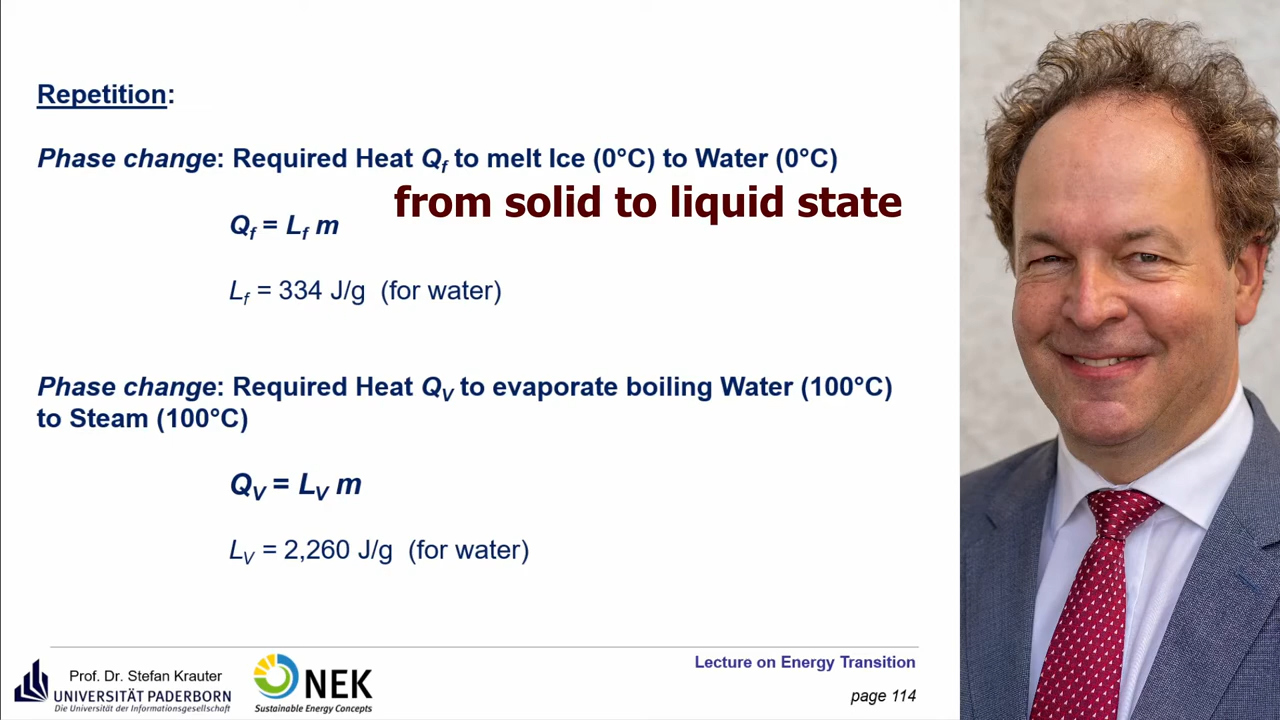 Repetition:
Phase change: Required Heat Qf to melt Ice (0°C) to Water (0°C)
from solid to liquid state
Qf = Lf m
Lf = 334 J/g (for water)
Phase change: Required Heat QV to evaporate boiling Water (100°C)
to Steam (100°C)
QV = LV m
LV = 2,260 J/g (for water)
Lecture on Energy Transition
Prof. Dr. Stefan Krauter
UNIVERSITÄT PADERBORN
Die Universität der Informationsgesellschaft
NEK
Sustainable Energy Concepts
page 114